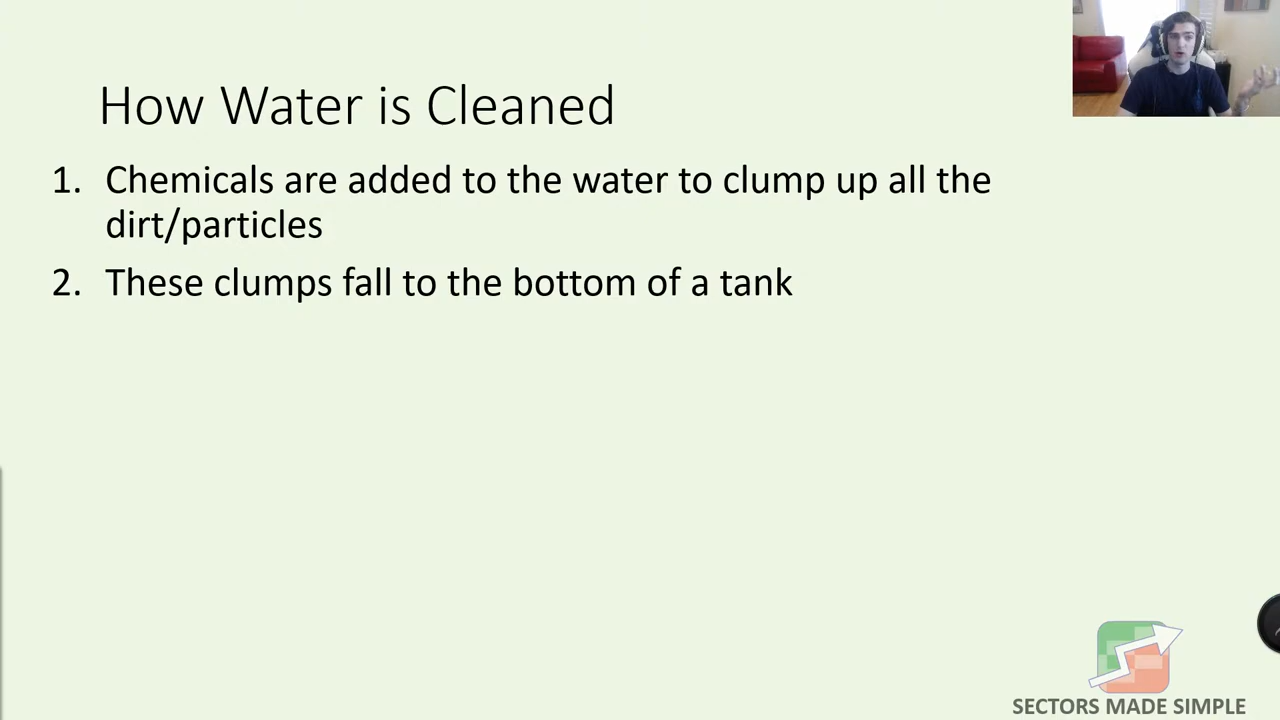 How Water is Cleaned
1. Chemicals are added to the water to clump up all the
dirt/particles
2. These clumps fall to the bottom of a tank
SECTORS MADE SIMPLE